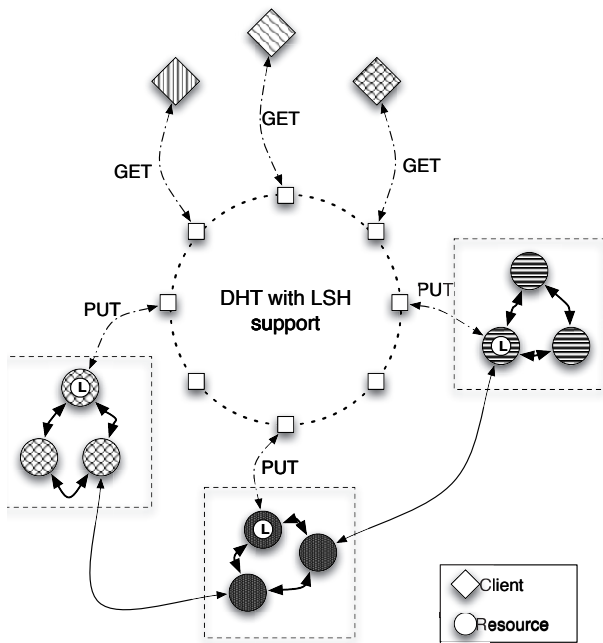 GET
GET
GET
DHT with LSH
support
PUT
PUT
L
L
PUT
L
Client
Resource